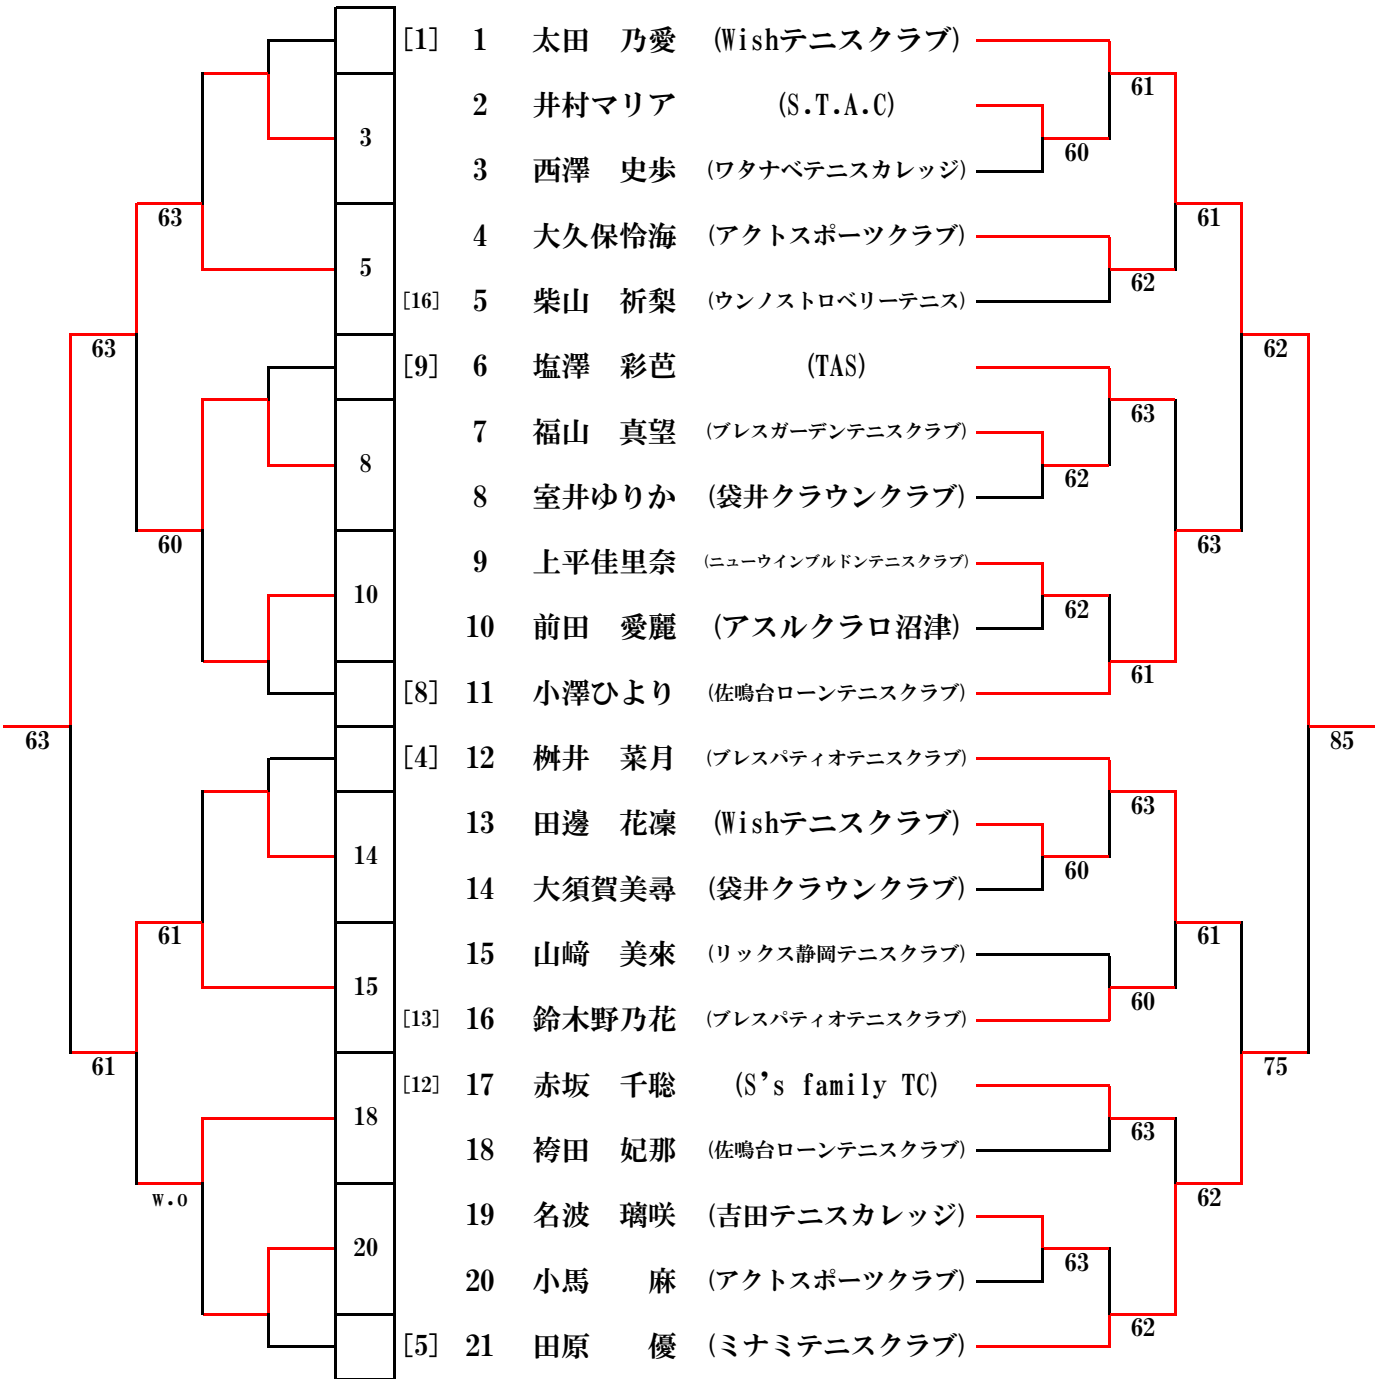 [1] 1 太田 乃愛 (Wishテニスクラブ)
61
2 井村マリア (S.T.A.C)
3
60
3 西澤 史歩 (ワタナベテニスカレッジ)
63
61
4 大久保怜海 (アクトスポーツクラブ)
5
62
[16] 5 柴山 祈梨 (ウンノストロベリーテニス)
63
62
[9] 6 塩澤 彩芭 (TAS)
63
7 福山 真望 (ブレスガーデンテニスクラブ)
8
62
8 室井ゆりか (袋井クラウンクラブ)
60
63
9 上平佳里奈 (ニューウインブルドンテニスクラブ)
10
62
10 前田 愛麗 (アスルクラロ沼津)
61
[8] 11 小澤ひより (佐鳴台ローンテニスクラブ)
63
85
[4] 12 桝井 菜月 (ブレスパティオテニスクラブ)
63
13 田邊 花凜 (Wishテニスクラブ)
14
60
14 大須賀美尋 (袋井クラウンクラブ)
61
61
15 山﨑 美來 (リックス静岡テニスクラブ)
15
60
[13] 16 鈴木野乃花 (ブレスパティオテニスクラブ)
61
75
[12] 17 赤坂 千聡 (S's family TC)
18
63
18 袴田 妃那 (佐鳴台ローンテニスクラブ)
w.o
62
19 名波 璃咲 (吉田テニスカレッジ)
20
63
20 小馬 麻 (アクトスポーツクラブ)
62
[5] 21 田原 優 (ミナミテニスクラブ)